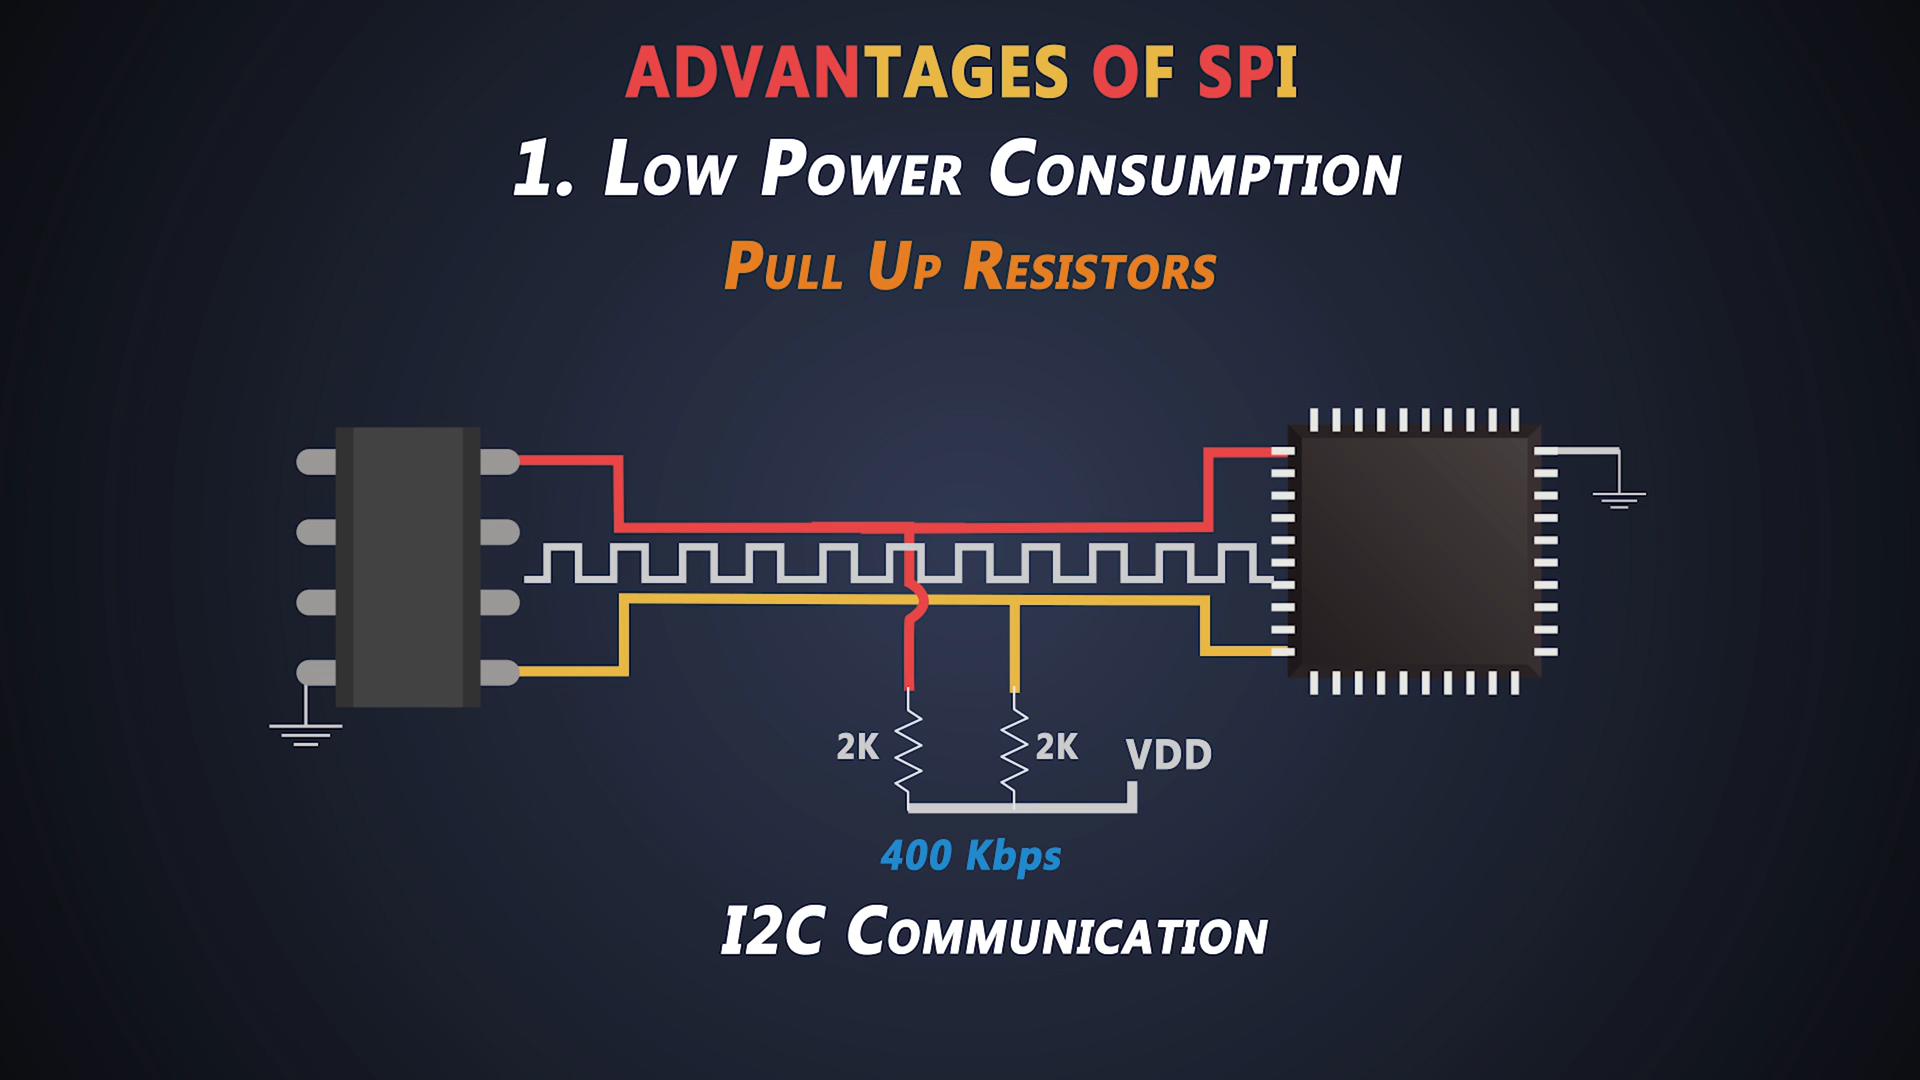 ADVANTAGES OF SPI
1. LOW POWER CONSUMPTION
PULL UP RESISTORS
2K
2K
VDD
400 Kbps
I2C COMMUNICATION